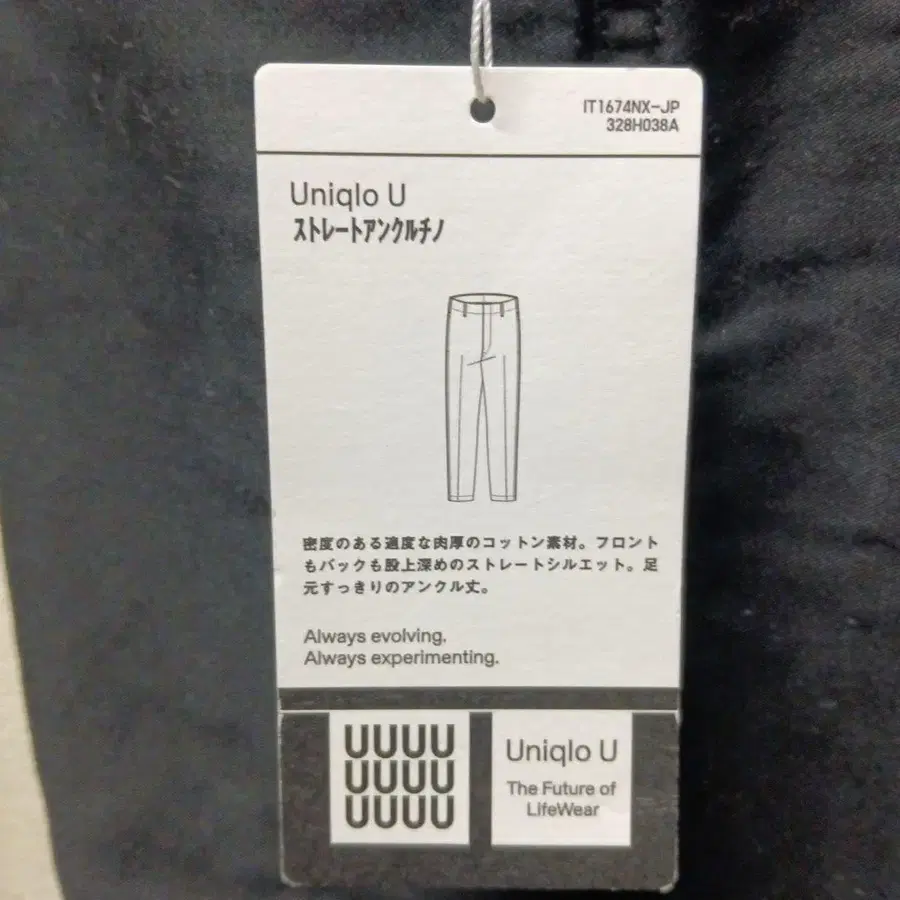 IT1674NX-JP
328H038A
Uniqlo U
ストレートアンクルチノ
密度のある適度な肉厚のコットン素材。フロント
もバックも股上深めのストレートシルエット。足
元すっきりのアンクル丈。
Always evolving.
Always experimenting.
UUUU
UUUU
UUUU
Uniqlo U
The Future of
LifeWear